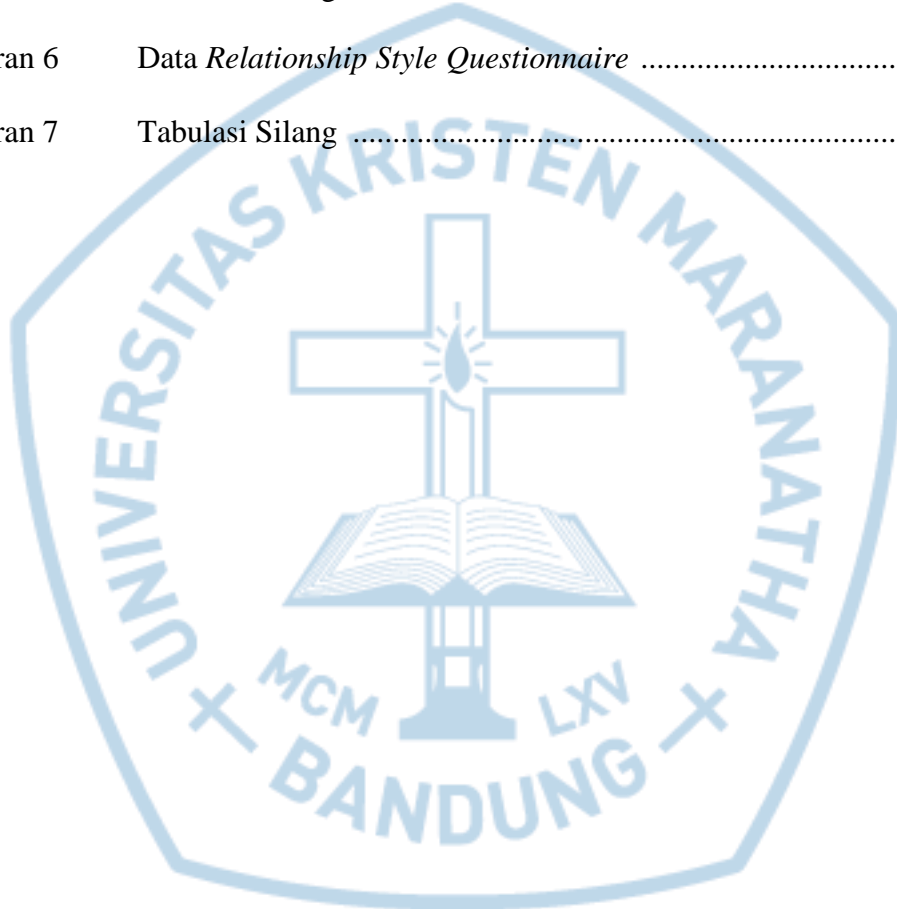 ran 6 Data Relationship Style Questionnaire ................................
ran 7 Tabulasi Silang ....................................................................
UNIVERSITAS KRISTEN MARANATHA
MCM LXV
BANDUNG